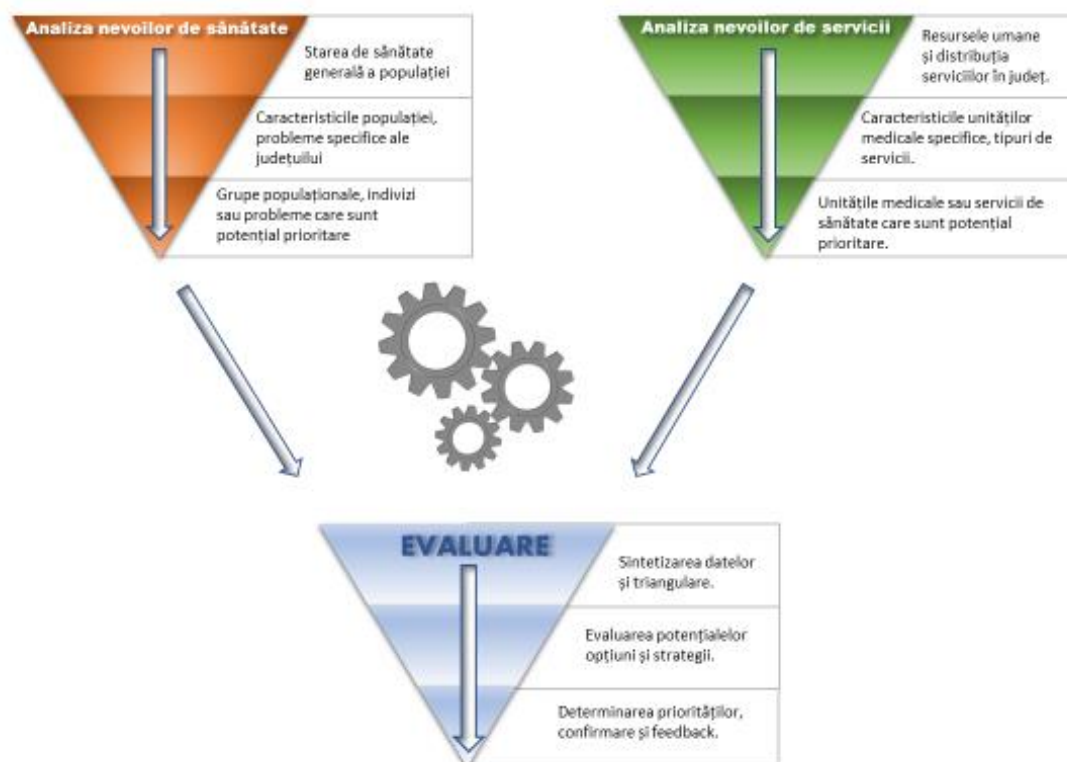 Analiza nevoilor de sănătate
Starea de sănătate
generală a populației
Caracteristicile populației,
probleme specifice ale
județuilui
Grupe populaționale, indivizi
sau probleme care sunt
potențial prioritare
Analiza nevoilor de servicii
Resursele umane
și distribuția
serviciilor în județ.
Caracteristicile unităților
medicale specifice, tipuri de
servicii.
Unitățile medicale sau servicii de
sănătate care sunt potențial
prioritare.
EVALUARE
Sintetizarea datelor
și triangulare.
Evaluarea potențialelor
opțiuni și strategii.
Determinarea priorităților,
confirmare și feedback.